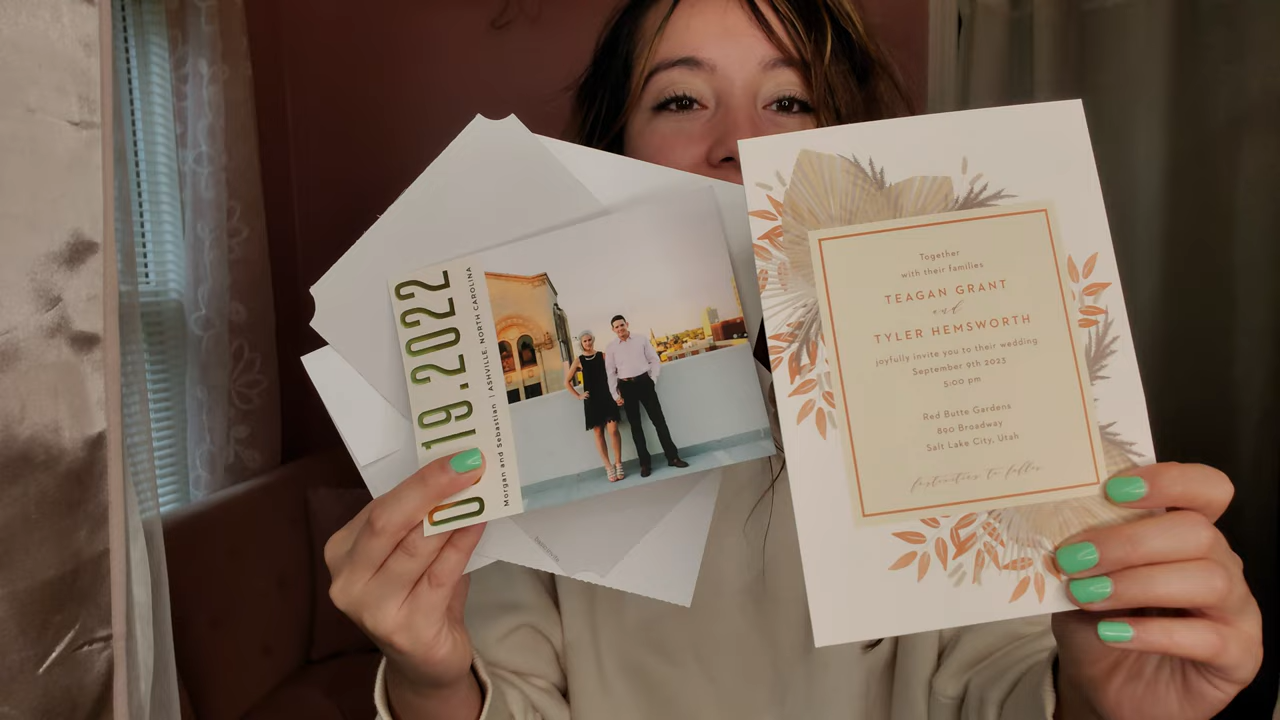 19.2022
Morgan and Sebastian | ASHVILLE, NORTH CAROLINA
Together
with their families
TEAGAN GRANT
and
TYLER HEMSWORTH
joyfully invite you to their wedding
September 9th 2023
5:00 pm
Red Butte Gardens
890 Broadway
Salt Lake City, Utah
festivities to follow